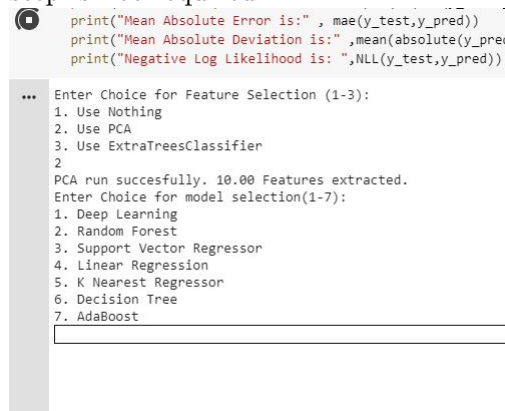 print("Mean Absolute Error is:" , mae(y_test,y_pred))
print("Mean Absolute Deviation is:" ,mean(absolute(y_pred
print("Negative Log Likelihood is: ",NLL(y_test,y_pred))
Enter Choice for Feature Selection (1-3):
1. Use Nothing
2. Use PCA
3. Use ExtraTreesClassifier
2
PCA run succesfully. 10.00 Features extracted.
Enter Choice for model selection(1-7):
1. Deep Learning
2. Random Forest
3. Support Vector Regressor
4. Linear Regression
5. K Nearest Regressor
6. Decision Tree
7. AdaBoost